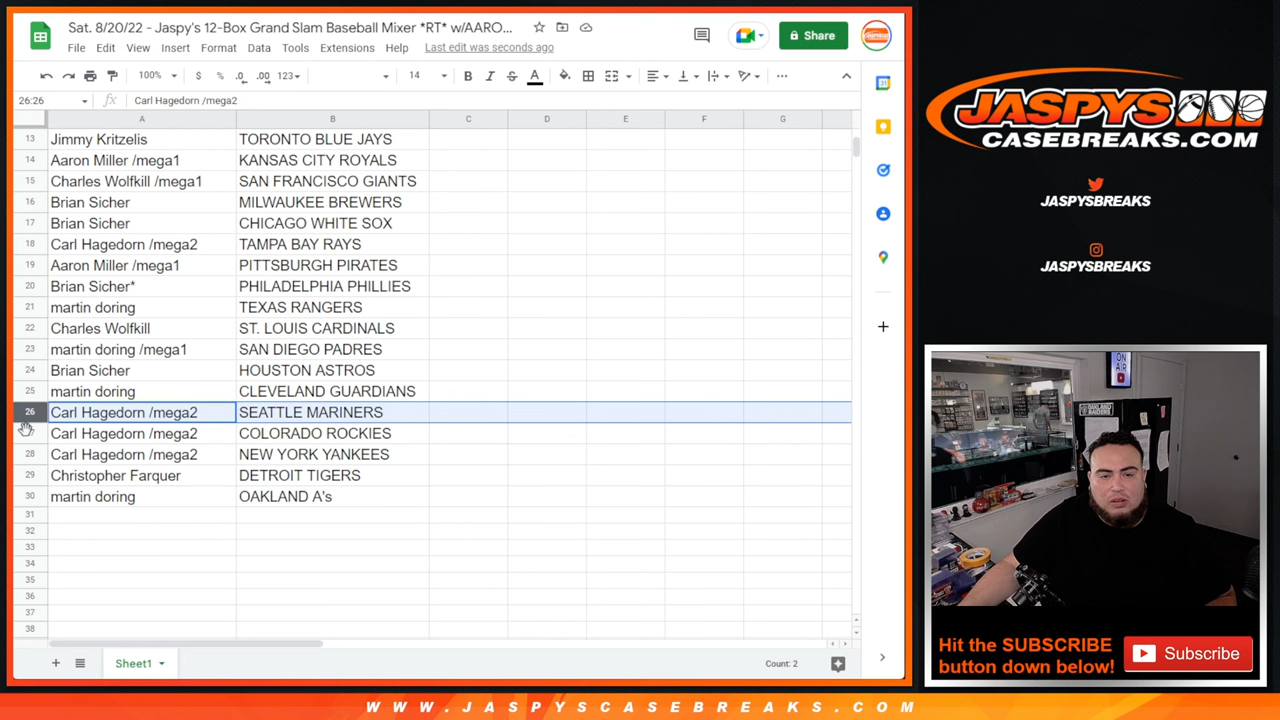 Sat. 8/20/22 - Jaspy's 12-Box Grand Slam Baseball Mixer *RT* w/AARO...
File Edit View Insert Format Data Tools Extensions Help Last edit was seconds ago
Share
100% $ % .0 .00 123 14 B I S A
26:26 fx Carl Hagedorn /mega2
A B C D E F G
13 Jimmy Kritzelis TORONTO BLUE JAYS
14 Aaron Miller /mega1 KANSAS CITY ROYALS
15 Charles Wolfkill /mega1 SAN FRANCISCO GIANTS
16 Brian Sicher MILWAUKEE BREWERS
17 Brian Sicher CHICAGO WHITE SOX
18 Carl Hagedorn /mega2 TAMPA BAY RAYS
19 Aaron Miller /mega1 PITTSBURGH PIRATES
20 Brian Sicher* PHILADELPHIA PHILLIES
21 martin doring TEXAS RANGERS
22 Charles Wolfkill ST. LOUIS CARDINALS
23 martin doring /mega1 SAN DIEGO PADRES
24 Brian Sicher HOUSTON ASTROS
25 martin doring CLEVELAND GUARDIANS
26 Carl Hagedorn /mega2 SEATTLE MARINERS
Carl Hagedorn /mega2 COLORADO ROCKIES
28 Carl Hagedorn /mega2 NEW YORK YANKEES
29 Christopher Farquer DETROIT TIGERS
30 martin doring OAKLAND A's
31
32
33
34
35
36
37
38
Sheet1
Count: 2
JASPYS
CASEBREAKS.COM
JASPYSBREAKS
JASPYSBREAKS
ON AIR
Hit the SUBSCRIBE
button down below!
Subscribe
WWW.JASPYSCASEBREAKS.COM